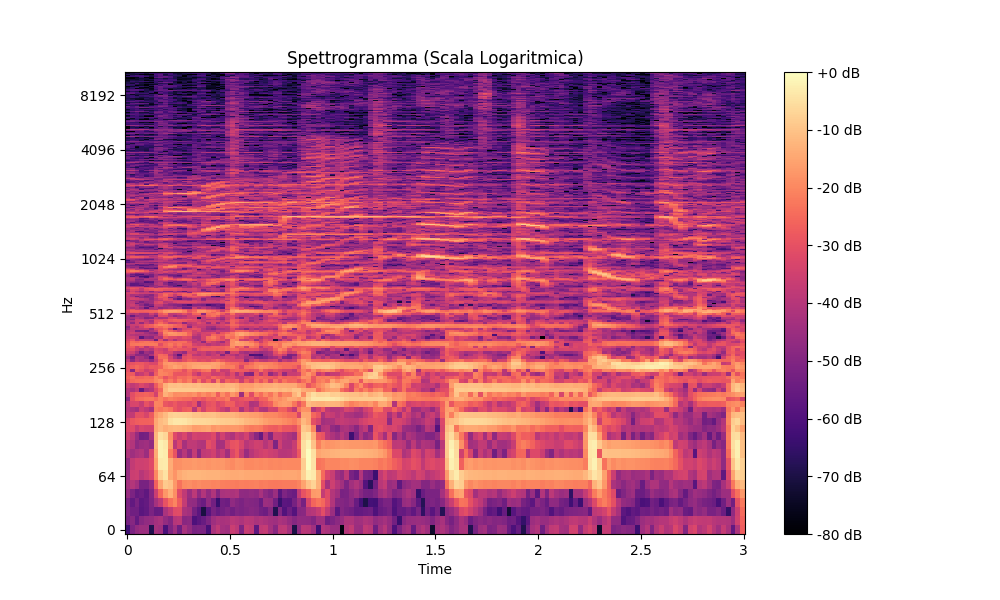 Spettrogramma (Scala Logaritmica)
Hz
8192
4096
2048
1024
512
256
128
64
0
0
0.5
1
1.5
2
2.5
3
Time
+0 dB
-10 dB
-20 dB
-30 dB
-40 dB
-50 dB
-60 dB
-70 dB
-80 dB